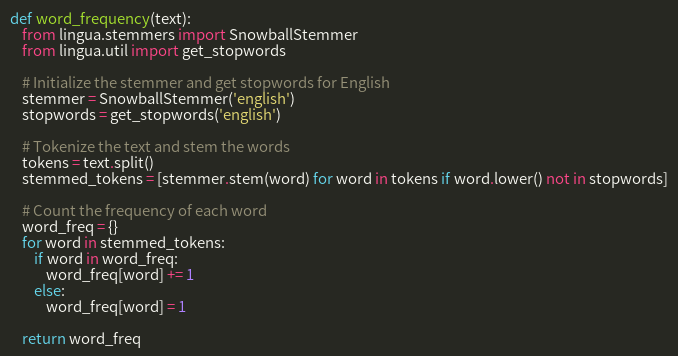 def word_frequency(text):
    from lingua.stemmers import SnowballStemmer
    from lingua.util import get_stopwords

    # Initialize the stemmer and get stopwords for English
    stemmer = SnowballStemmer('english')
    stopwords = get_stopwords('english')

    # Tokenize the text and stem the words
    tokens = text.split()
    stemmed_tokens = [stemmer.stem(word) for word in tokens if word.lower() not in stopwords]

    # Count the frequency of each word
    word_freq = {}
    for word in stemmed_tokens:
        if word in word_freq:
            word_freq[word] += 1
        else:
            word_freq[word] = 1

    return word_freq